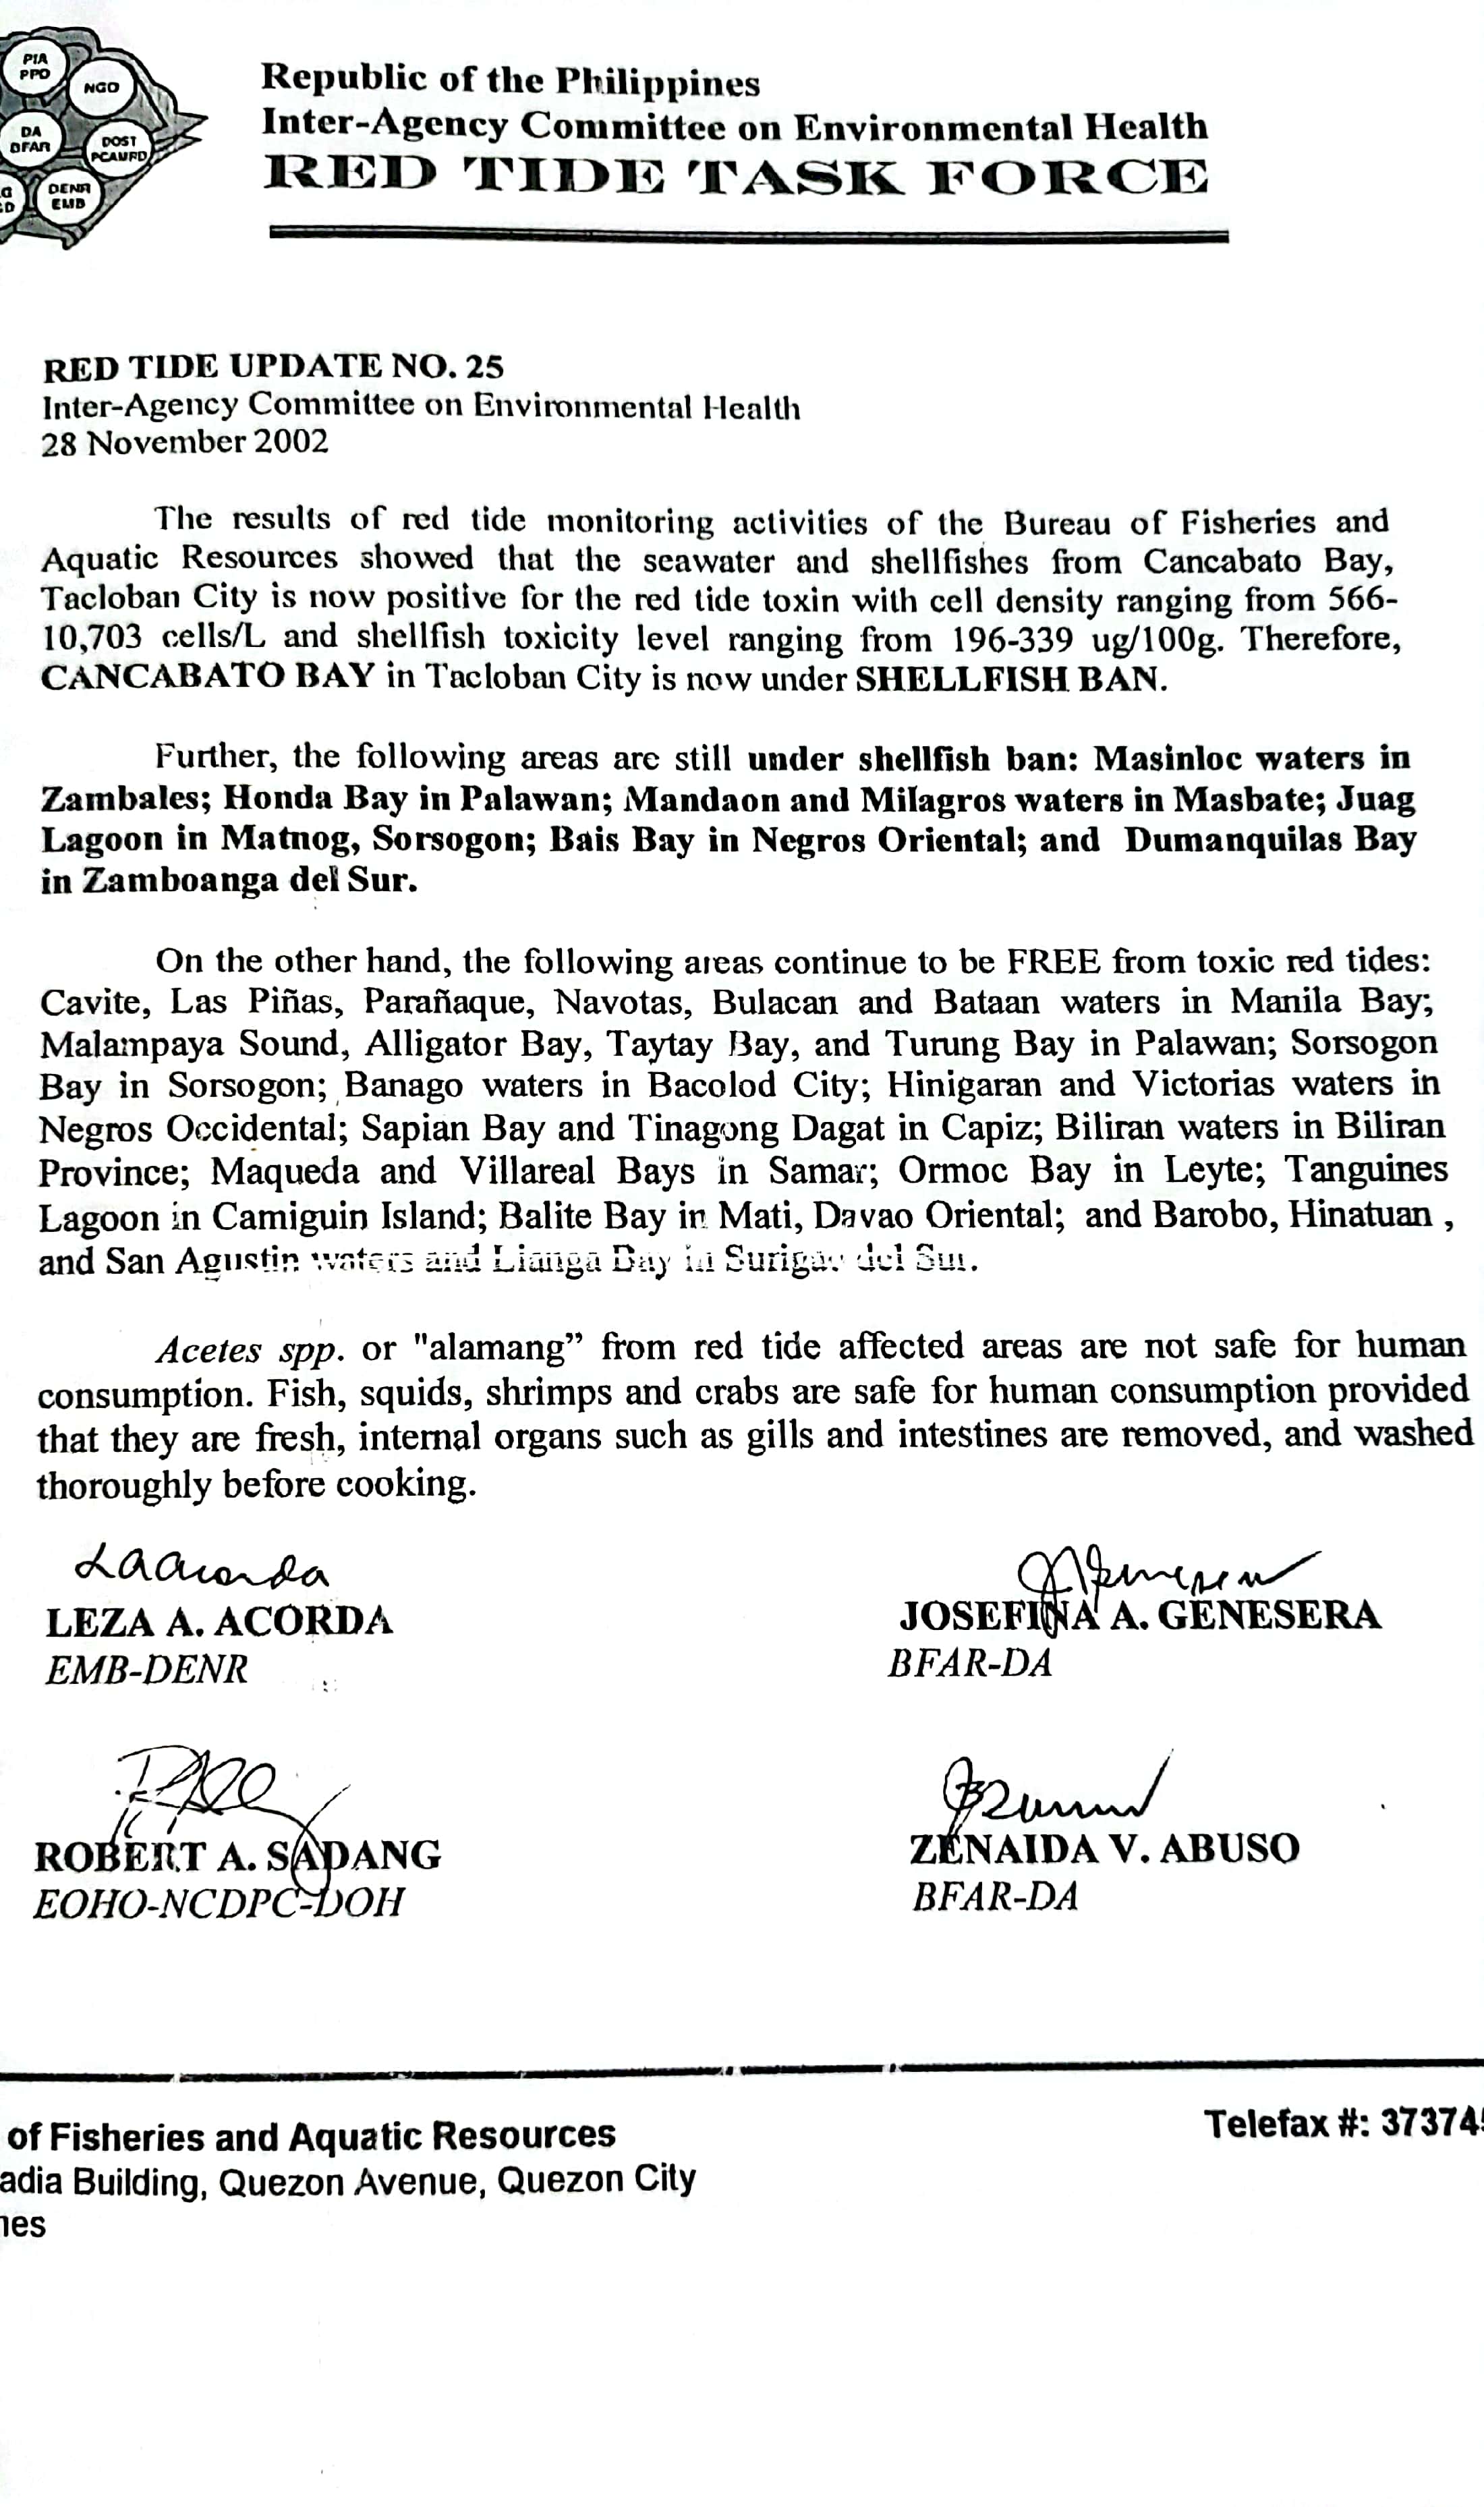 PIA
PPO
NGO
DA
DOST
PCAMRD
DENR
EMB
Republic of the Philippines
Inter-Agency Committee on Environmental Health
RED TIDE TASK FORCE
RED TIDE UPDATE NO. 25
Inter-Agency Committee on Environmental Health
28 November 2002
The results of red tide monitoring activities of the Bureau of Fisheries and
Aquatic Resources showed that the seawater and shellfishes from Cancabato Bay,
Tacloban City is now positive for the red tide toxin with cell density ranging from 566-
10,703 cells/L and shellfish toxicity level ranging from 196-339 ug/100g. Therefore,
CANCABATO BAY in Tacloban City is now under SHELLFISH BAN.
Further, the following areas are still under shellfish ban: Masinloc waters in
Zambales; Honda Bay in Palawan; Mandaon and Milagros waters in Masbate; Juag
Lagoon in Matnog, Sorsogon; Bais Bay in Negros Oriental; and Dumanquilas Bay
in Zamboanga del Sur.
On the other hand, the following areas continue to be FREE from toxic red tides:
Cavite, Las Piñas, Parañaque, Navotas, Bulacan and Bataan waters in Manila Bay;
Malampaya Sound, Alligator Bay, Taytay Bay, and Turung Bay in Palawan; Sorsogon
Bay in Sorsogon; Banago waters in Bacolod City; Hinigaran and Victorias waters in
Negros Occidental; Sapian Bay and Tinagong Dagat in Capiz; Biliran waters in Biliran
Province; Maqueda and Villareal Bays in Samar; Ormoc Bay in Leyte; Tanguines
Lagoon in Camiguin Island; Balite Bay in Mati, Davao Oriental; and Barobo, Hinatuan ,
and San Agustin waters and Lianga Bay in Surigao del Sur.
Acetes spp. or "alamang” from red tide affected areas are not safe for human
consumption. Fish, squids, shrimps and crabs are safe for human consumption provided
that they are fresh, internal organs such as gills and intestines are removed, and washed
thoroughly before cooking.
LEZA A. ACORDA
EMB-DENR
JOSEFINA A. GENESERA
BFAR-DA
ROBERT A. SADANG
EOHO-NCDPC-DOH
ZENAIDA V. ABUSO
BFAR-DA
of Fisheries and Aquatic Resources
Telefax #: 37374
adia Building, Quezon Avenue, Quezon City
nes